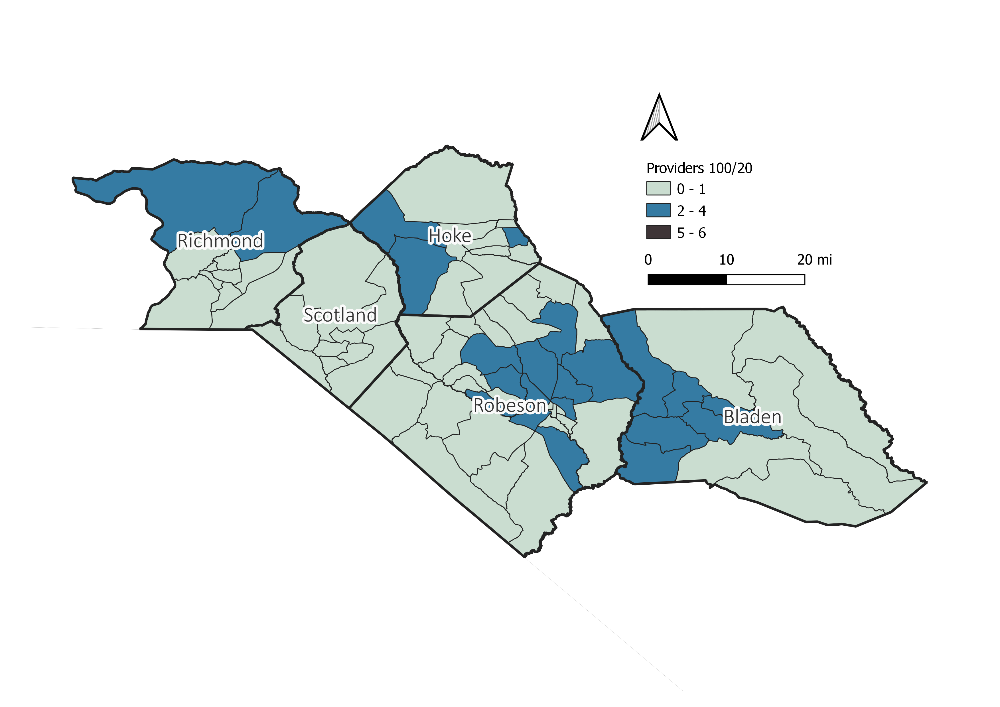 Providers 100/20
0 - 1
2 - 4
5 - 6
0 10 20 mi
Hoke
Richmond
Scotland
Robeson
Bladen